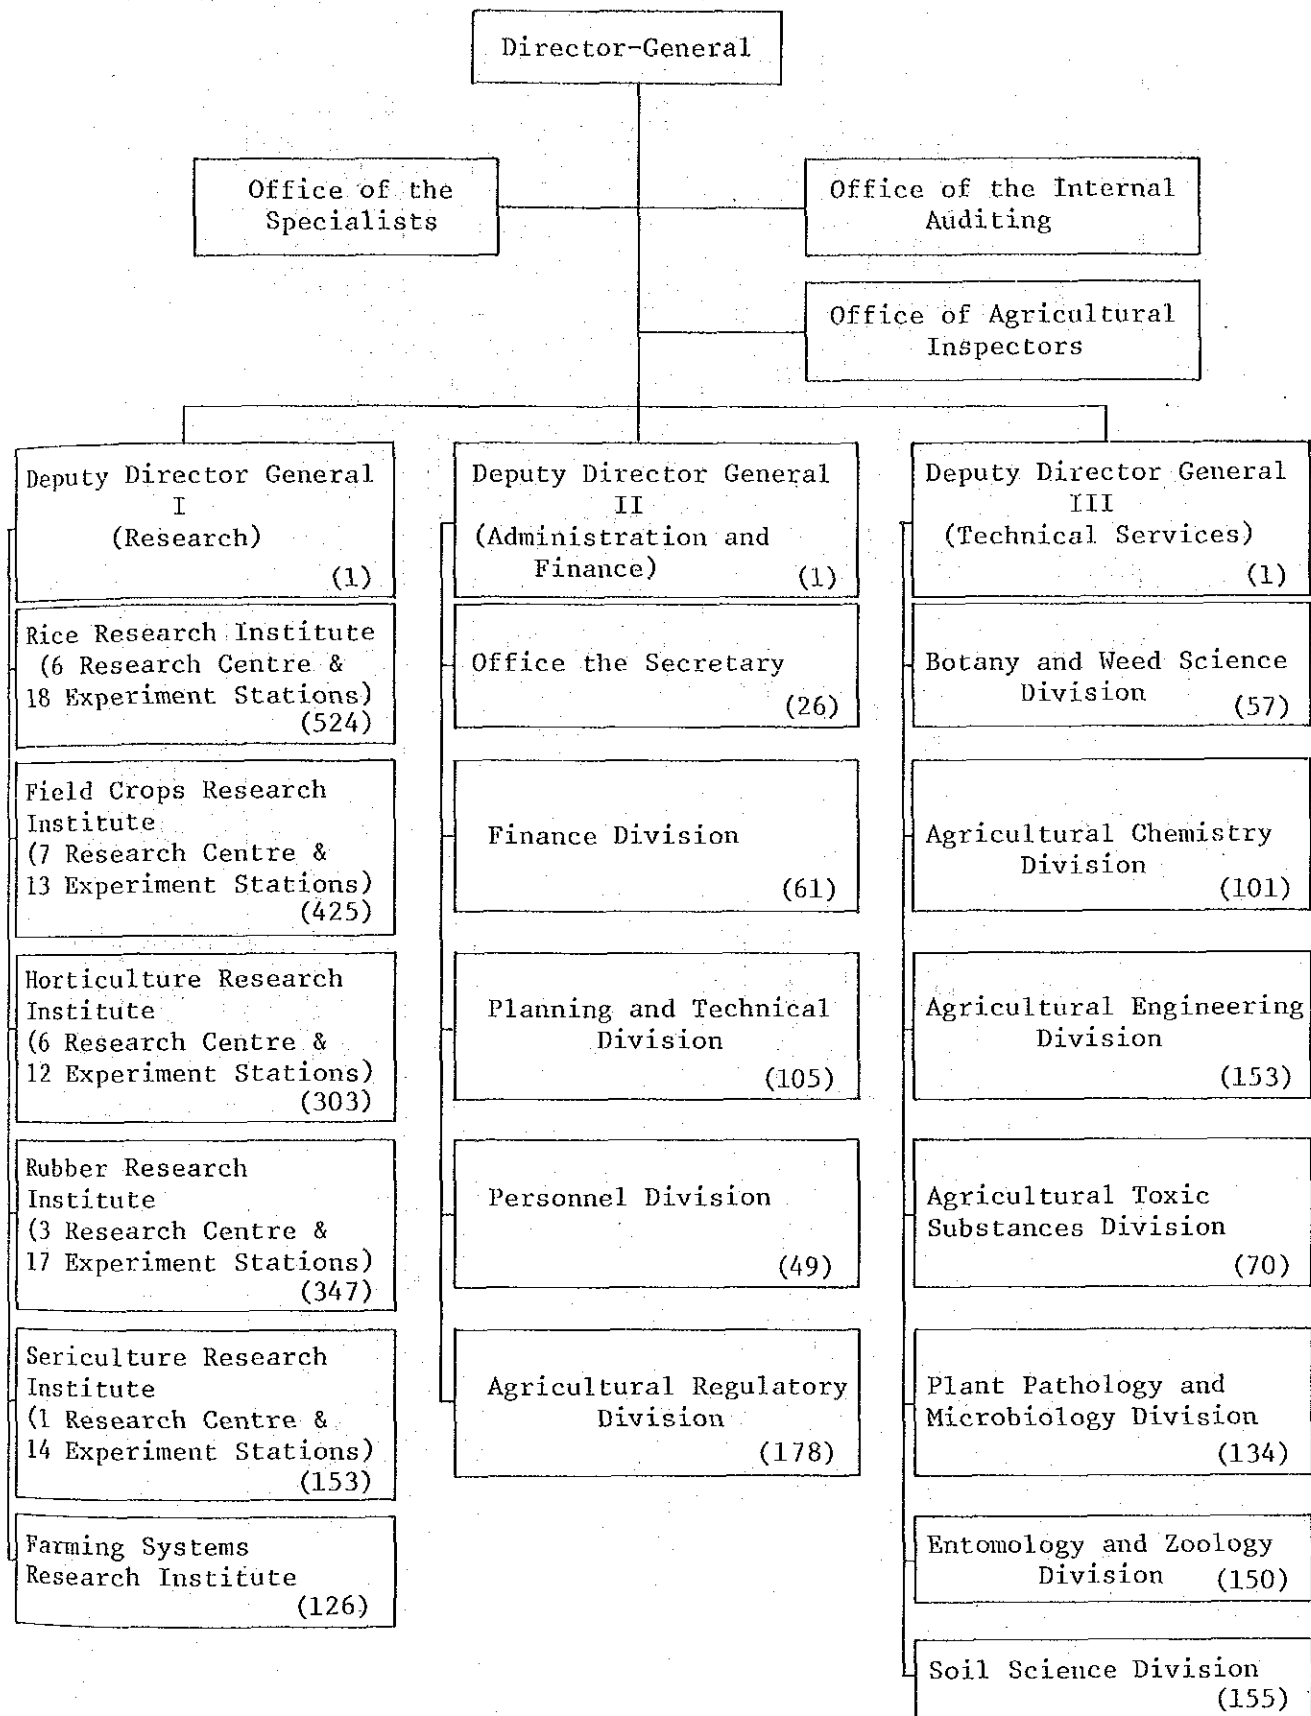 Director-General
Office of the
Specialists
Office of the Internal
Auditing
Office of Agricultural
Inspectors
Deputy Director General
I
(Research)
(1)
Rice Research Institute
(6 Research Centre &
18 Experiment Stations)
(524)
Field Crops Research
Institute
(7 Research Centre &
13 Experiment Stations)
(425)
Horticulture Research
Institute
(6 Research Centre &
12 Experiment Stations)
(303)
Rubber Research
Institute
(3 Research Centre &
17 Experiment Stations)
(347)
Sericulture Research
Institute
(1 Research Centre &
14 Experiment Stations)
(153)
Farming Systems
Research Institute
(126)
Deputy Director General
II
(Administration and
Finance)
(1)
Office the Secretary
(26)
Finance Division
(61)
Planning and Technical
Division
(105)
Personnel Division
(49)
Agricultural Regulatory
Division
(178)
Deputy Director General
III
(Technical Services)
(1)
Botany and Weed Science
Division
(57)
Agricultural Chemistry
Division
(101)
Agricultural Engineering
Division
(153)
Agricultural Toxic
Substances Division
(70)
Plant Pathology and
Microbiology Division
(134)
Entomology and Zoology
Division (150)
Soil Science Division
(155)